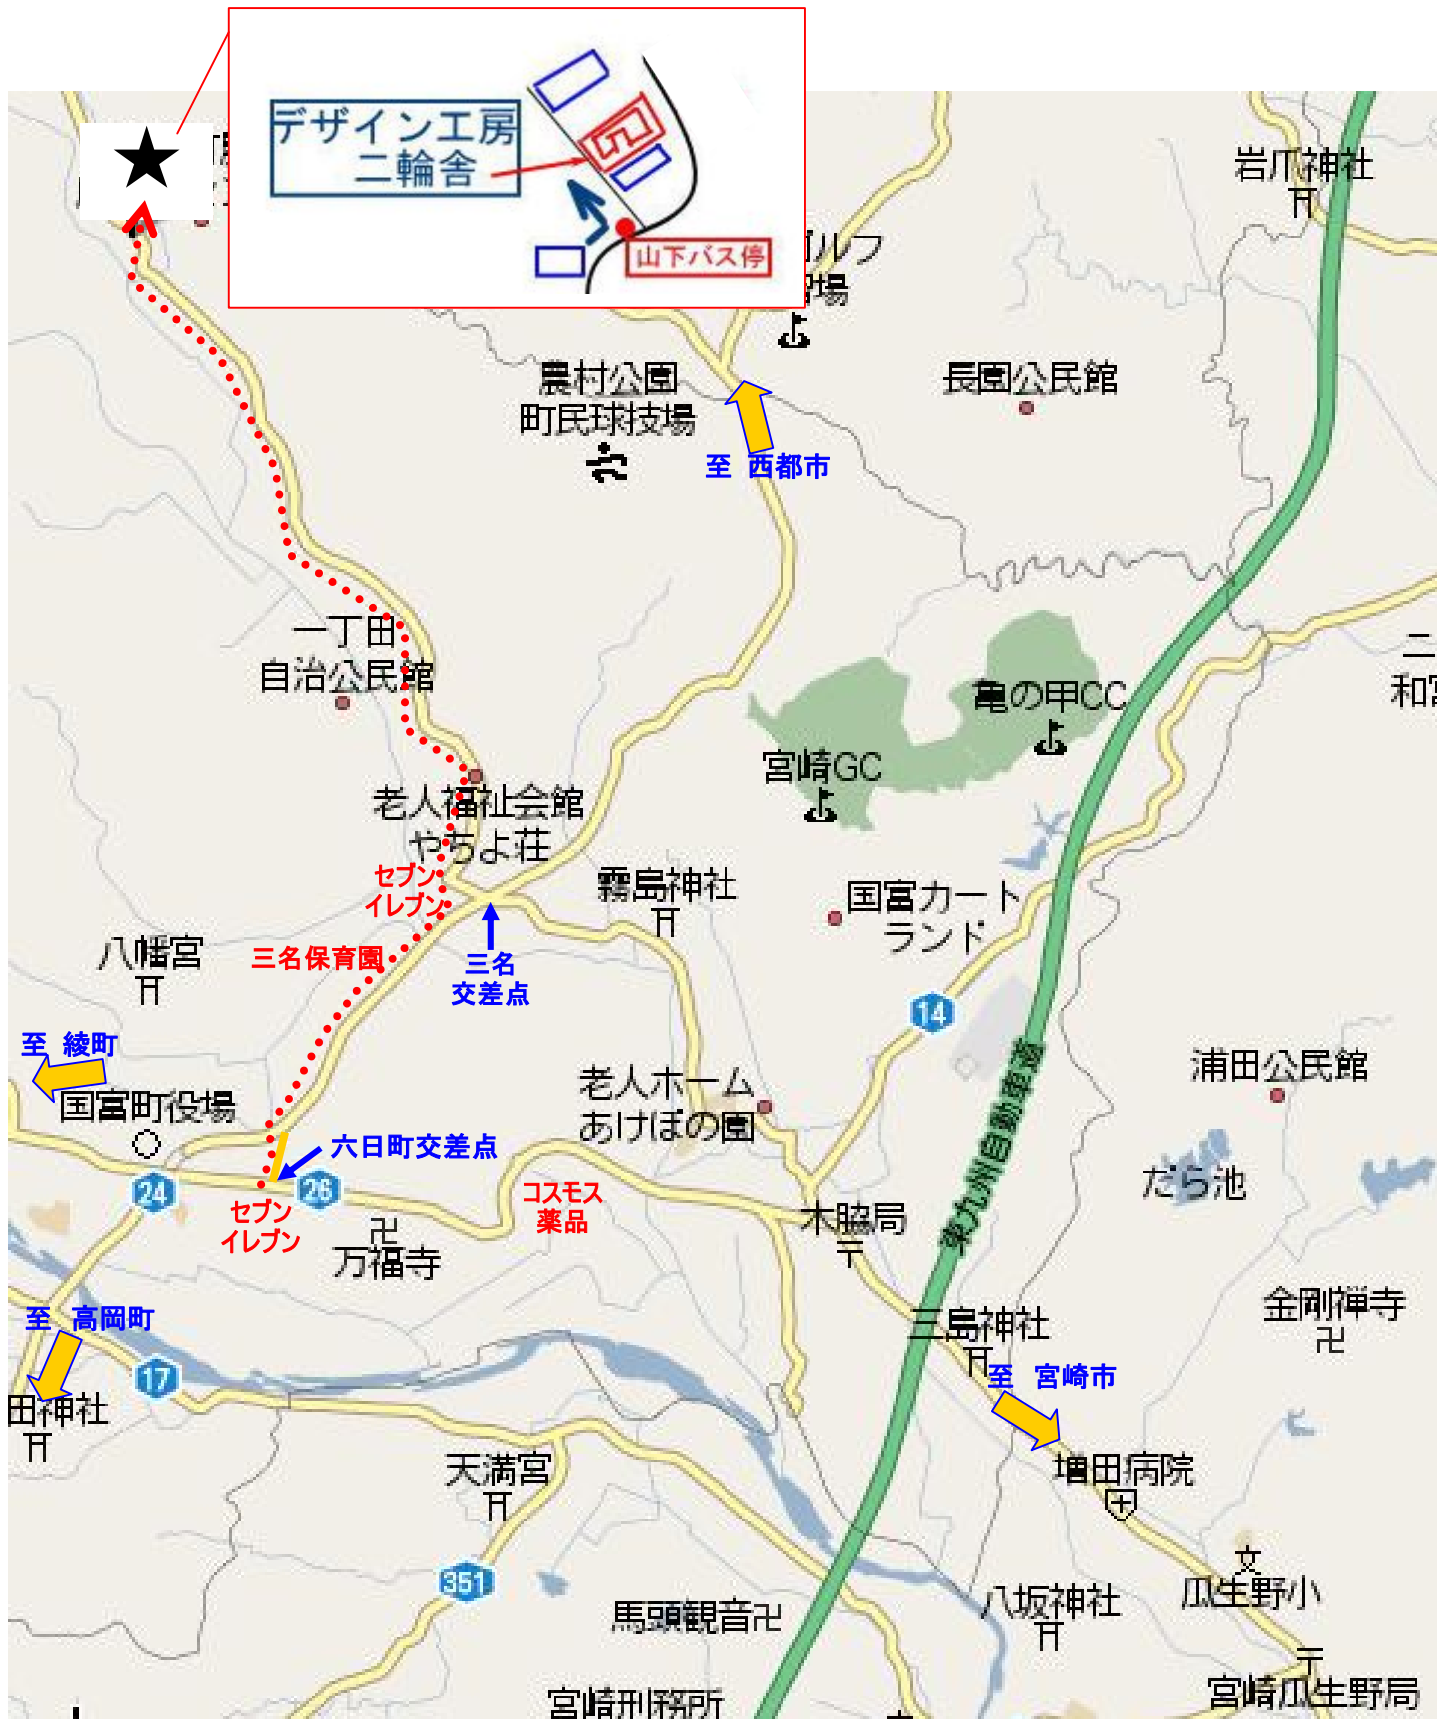 デザイン工房
二輪舎
山下バス停
岩爪神社
農村公園
町民球技場
長園公民館
至 西都市
一丁田
自治公民館
亀の甲CC
宮崎GC
老人福祉会館
やちよ荘
セブン
イレブン
霧島神社
国富カート
ランド
八幡宮
三名保育園
三名
交差点
14
至 綾町
国富町役場
老人ホーム
あけぼの園
浦田公民館
東九州自動車道
六日町交差点
24
26
セブン
イレブン
コスモス
薬品
万福寺
木脇局
だら池
至 高岡町
三島神社
金剛禅寺
17
至 宮崎市
田神社
天満宮
増田病院
351
馬頭観音
八坂神社
瓜生野小
宮崎刑務所
宮崎瓜生野局